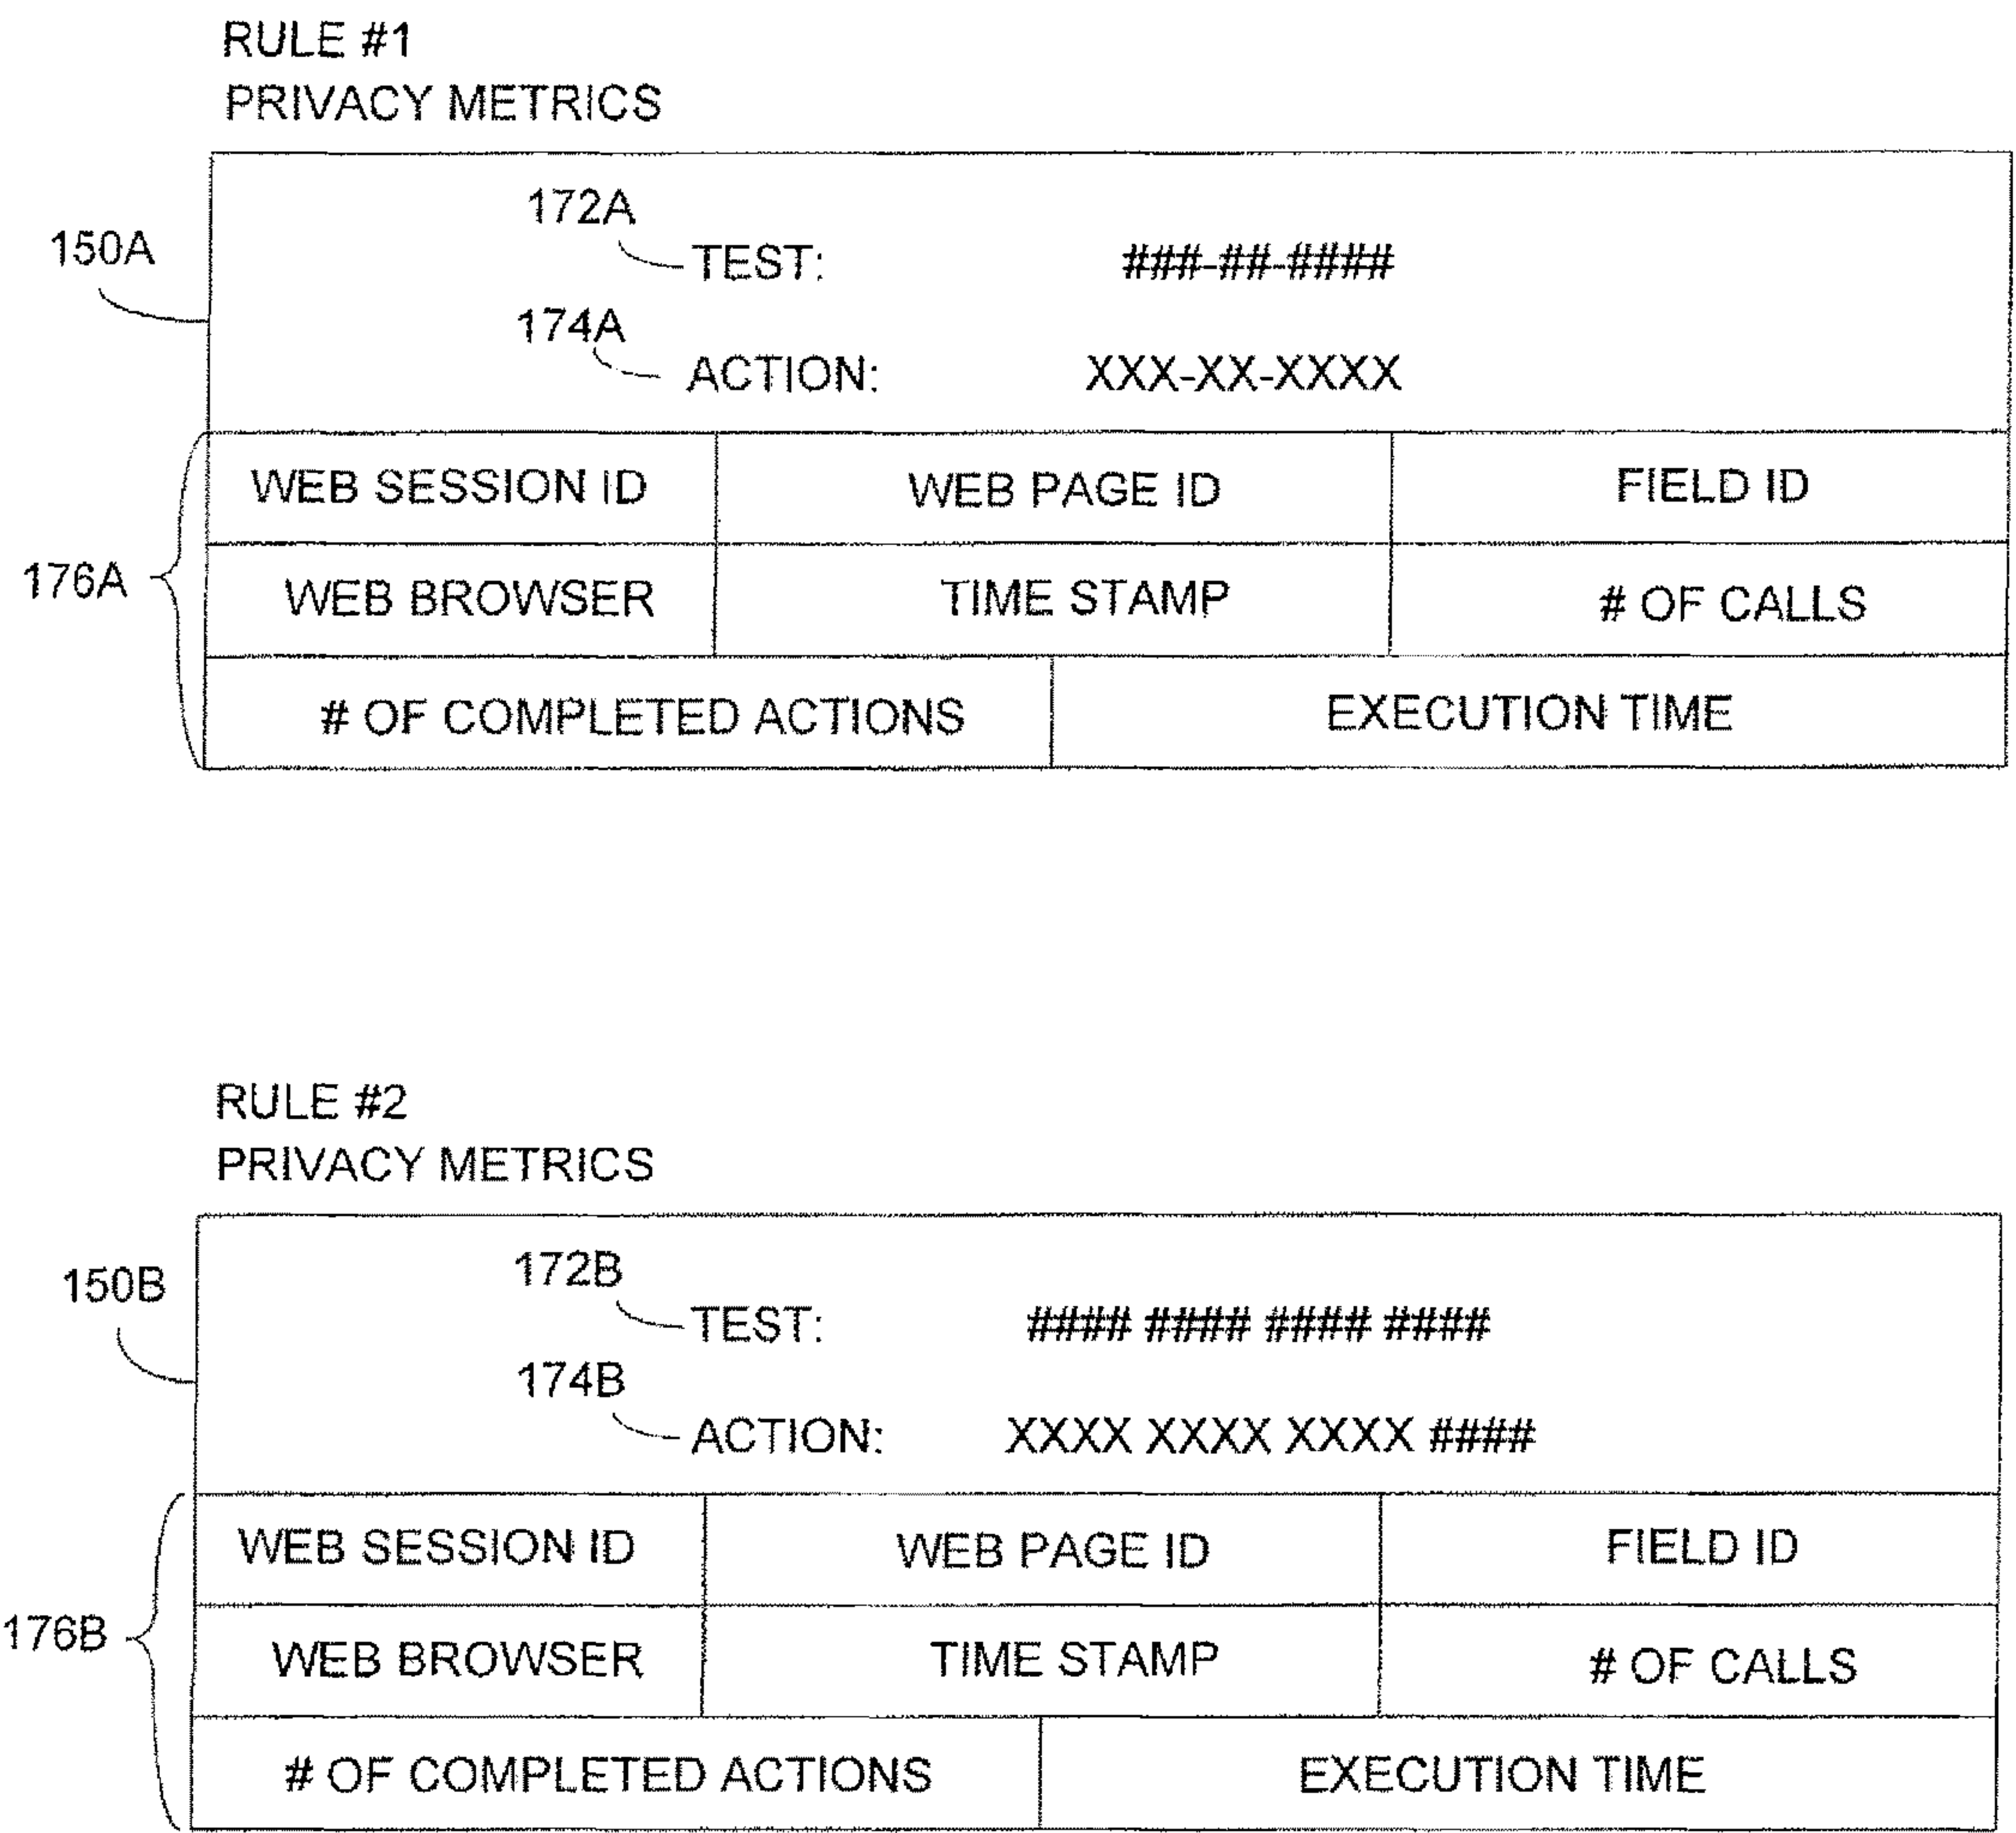 RULE #1
PRIVACY METRICS
172A
150A
TEST: ###-##-####
174A
ACTION: XXX-XX-XXXX
WEB SESSION ID WEB PAGE ID FIELD ID
176A
WEB BROWSER TIME STAMP # OF CALLS
# OF COMPLETED ACTIONS EXECUTION TIME
RULE #2
PRIVACY METRICS
172B
150B
TEST: #### #### #### ####
174B
ACTION: XXXX XXXX XXXX ####
WEB SESSION ID WEB PAGE ID FIELD ID
176B
WEB BROWSER TIME STAMP # OF CALLS
# OF COMPLETED ACTIONS EXECUTION TIME